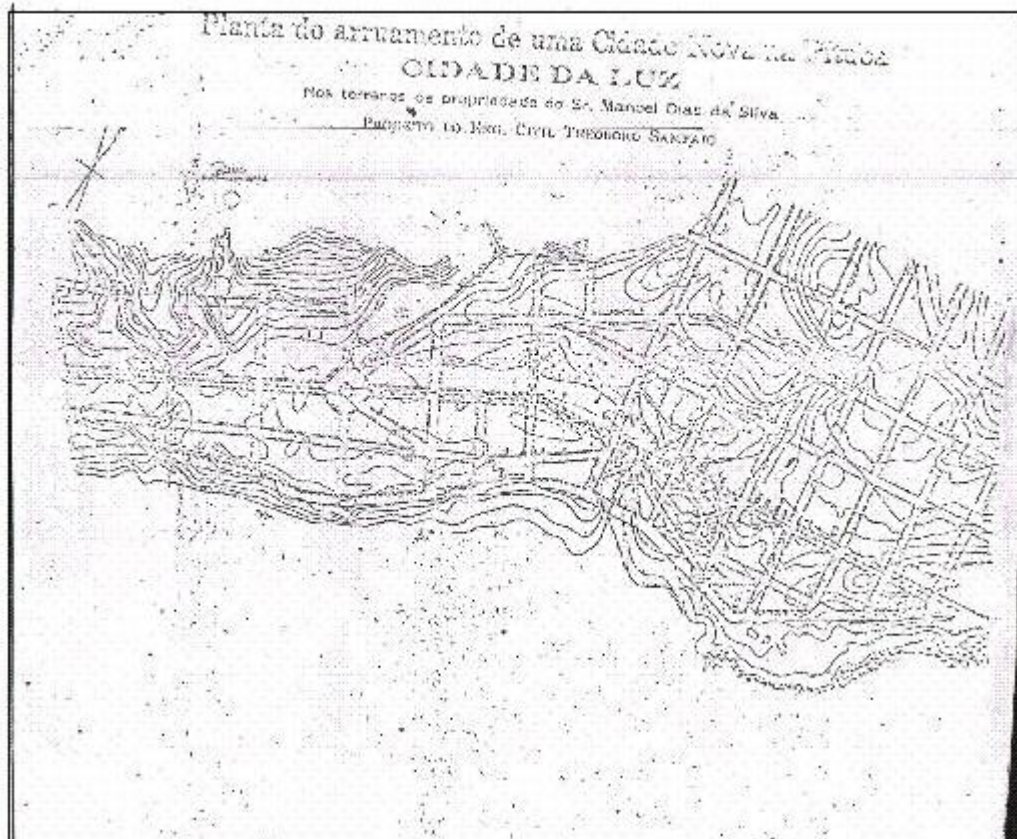 Planta do arruamento de uma Cidade Nova na Pituba
CIDADE DA LUZ
Nos terrenos de propriedade do Sr. Manoel Dias da Silva
PROJECTO DO ENG. CIVIL THEODORO SAMPAIO